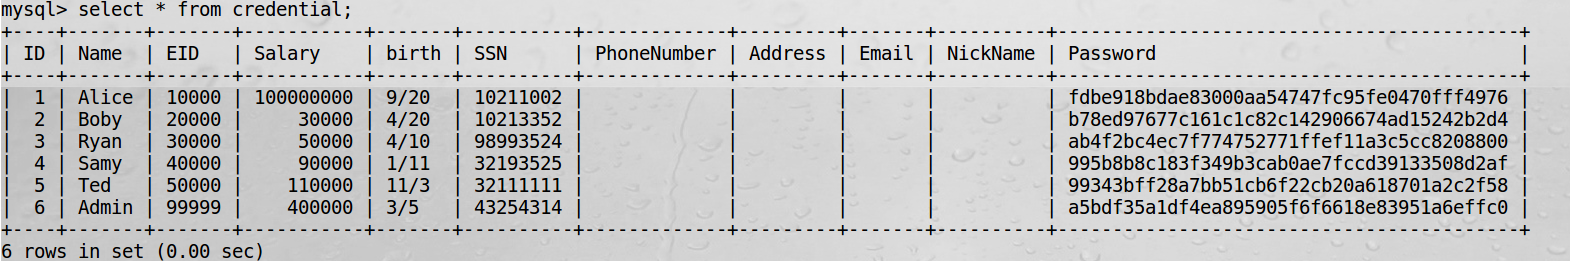 mysql> select * from credential;
+----+-------+-------+-----------+-------+----------+-------------+---------+-------+----------+------------------------------------------+
| ID | Name  | EID   | Salary    | birth | SSN      | PhoneNumber | Address | Email | NickName | Password                                 |
+----+-------+-------+-----------+-------+----------+-------------+---------+-------+----------+------------------------------------------+
|  1 | Alice | 10000 | 100000000 | 9/20  | 10211002 |             |         |       |          | fdbe918bdae83000aa54747fc95fe0470fff4976 |
|  2 | Boby  | 20000 |     30000 | 4/20  | 10213352 |             |         |       |          | b78ed97677c161c1c82c142906674ad15242b2d4 |
|  3 | Ryan  | 30000 |     50000 | 4/10  | 98993524 |             |         |       |          | ab4f2bc4ec7f774752771ffef11a3c5cc8208800 |
|  4 | Samy  | 40000 |     90000 | 1/11  | 32193525 |             |         |       |          | 995b8b8c183f349b3cab0ae7fccd39133508d2af |
|  5 | Ted   | 50000 |    110000 | 11/3  | 32111111 |             |         |       |          | 99343bff28a7bb51cb6f22cb20a618701a2c2f58 |
|  6 | Admin | 99999 |    400000 | 3/5   | 43254314 |             |         |       |          | a5bdf35a1df4ea895905f6f6618e83951a6effc0 |
+----+-------+-------+-----------+-------+----------+-------------+---------+-------+----------+------------------------------------------+
6 rows in set (0.00 sec)